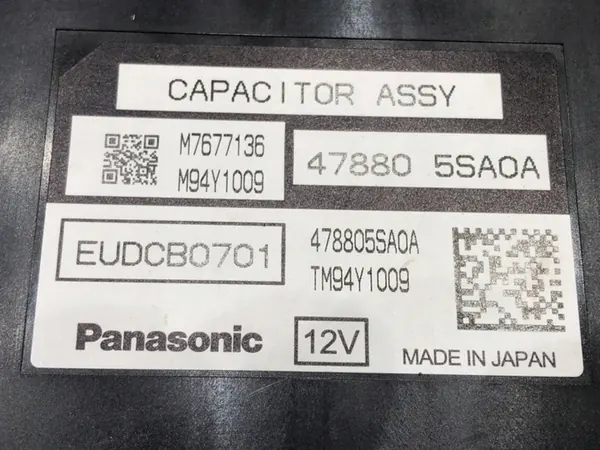 CAPACITOR ASSY
M7677136
M94Y1009
47880 5SA0A
EUDCB0701
478805SA0A
TM94Y1009
Panasonic
12V
MADE IN JAPAN